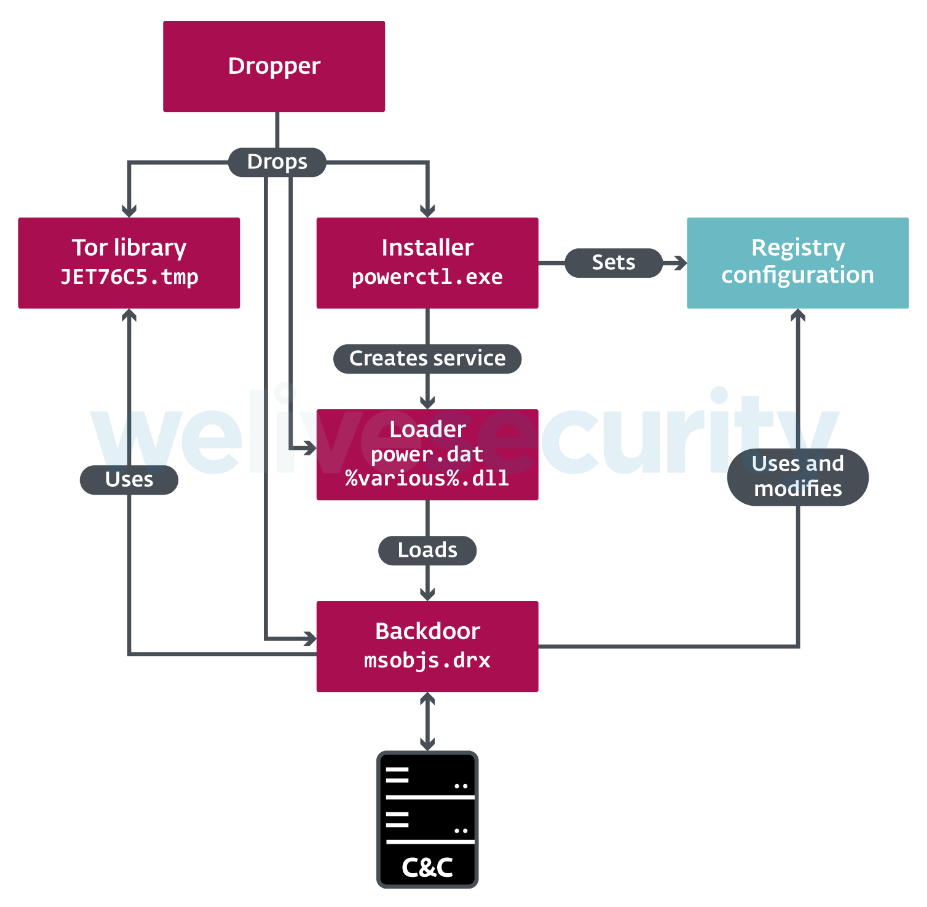 Dropper
Drops
Tor library
JET76C5.tmp
Installer
powerctl.exe
Sets
Registry
configuration
Creates service
welivesecurity
Loader
power.dat
%various%.dll
Uses
Uses and
modifies
Loads
Backdoor
msobjs.drx
C&C